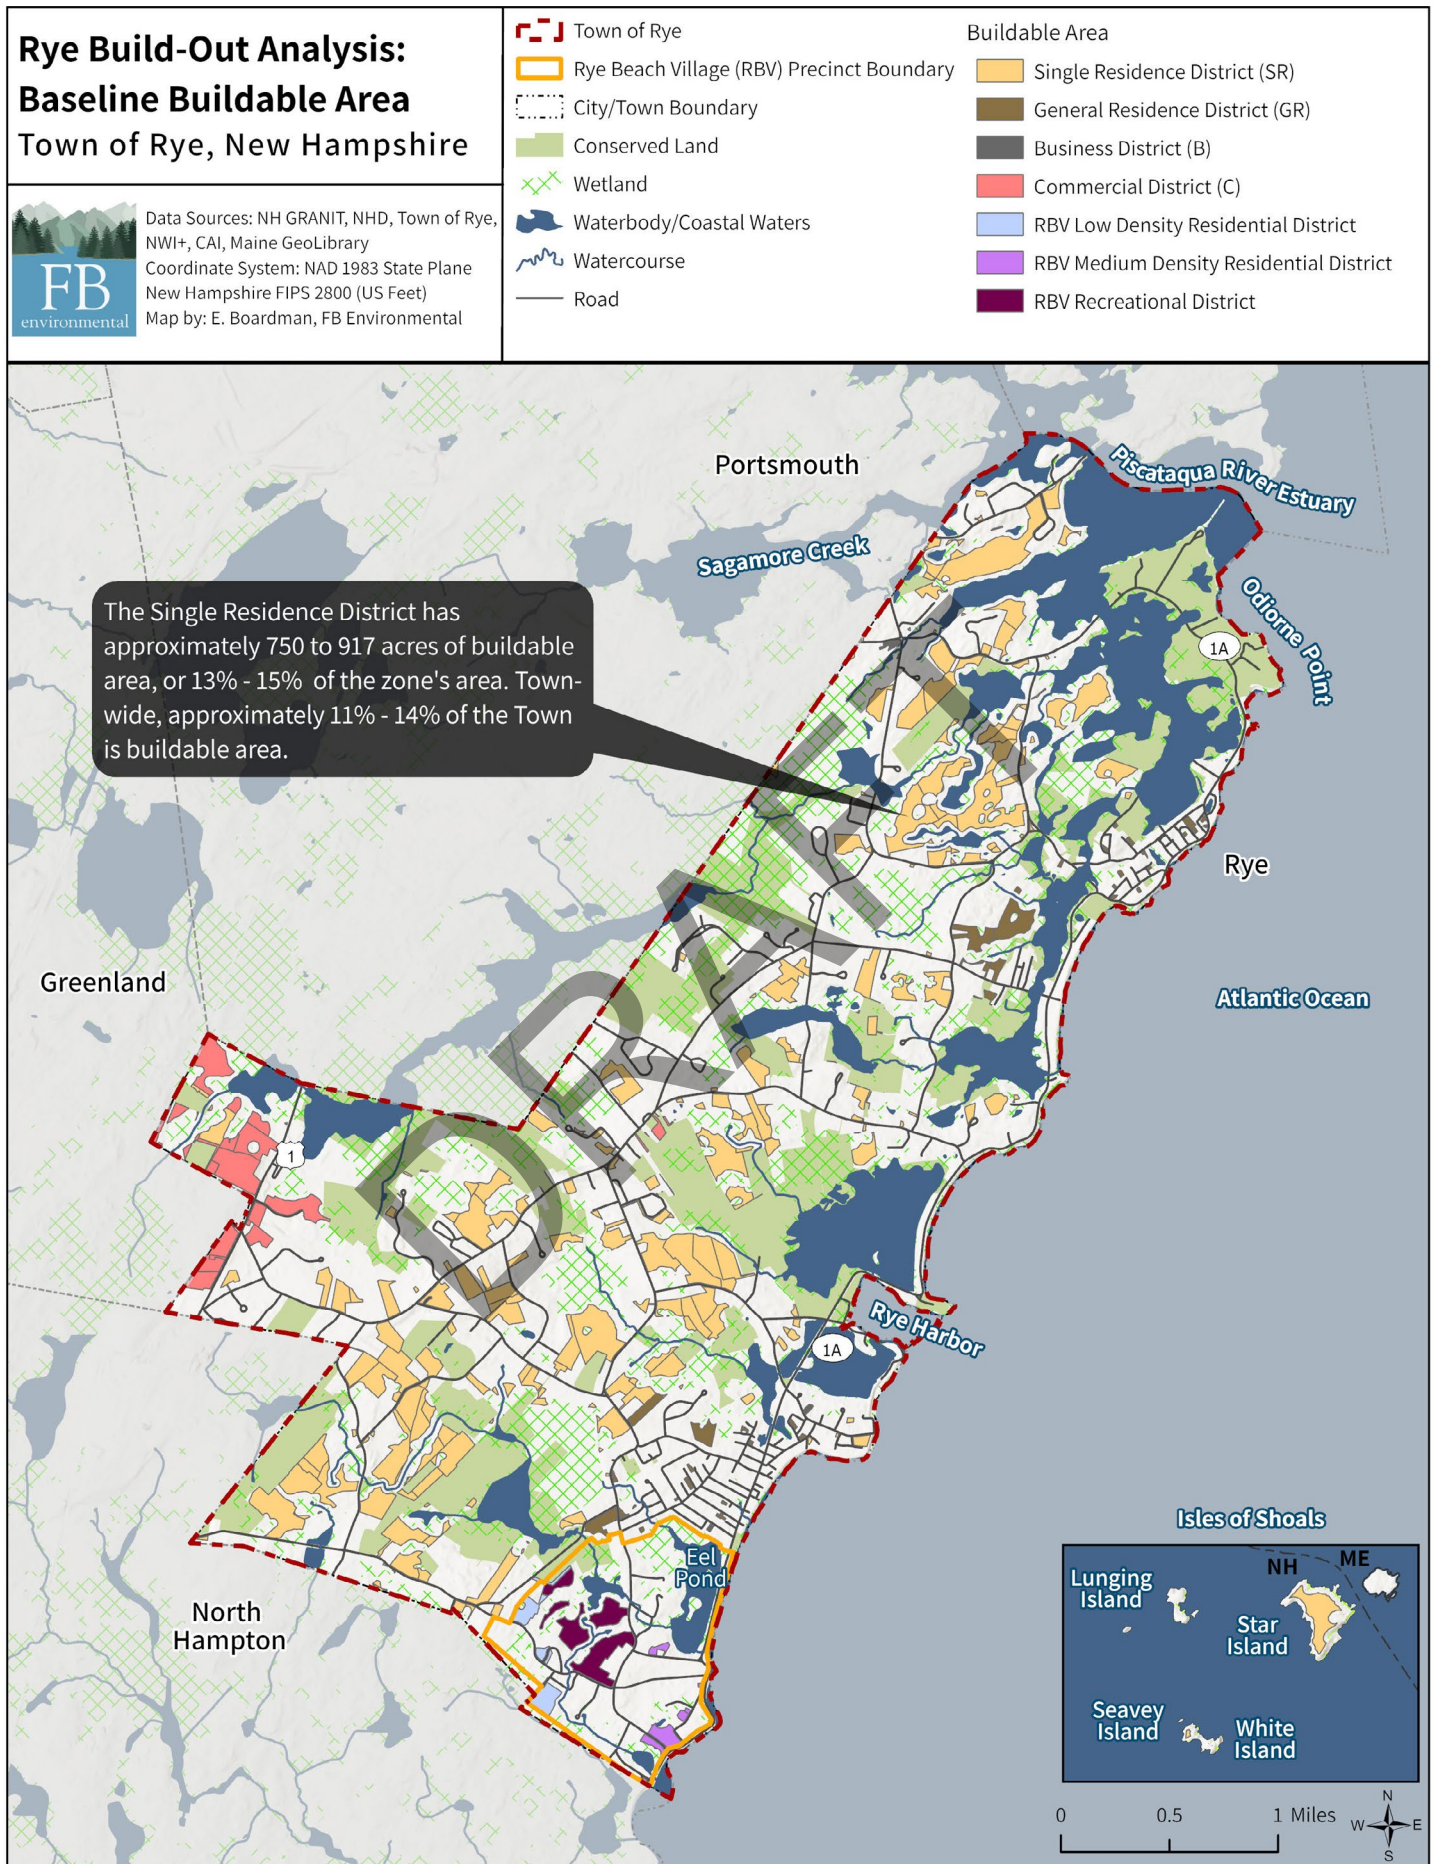 Rye Build-Out Analysis:
Baseline Buildable Area
Town of Rye, New Hampshire
FB
environmental
Data Sources: NH GRANIT, NHD, Town of Rye,
NWI+, CAI, Maine GeoLibrary
Coordinate System: NAD 1983 State Plane
New Hampshire FIPS 2800 (US Feet)
Map by: E. Boardman, FB Environmental
Town of Rye
Rye Beach Village (RBV) Precinct Boundary
City/Town Boundary
Conserved Land
Wetland
Waterbody/Coastal Waters
Watercourse
Road
Buildable Area
Single Residence District (SR)
General Residence District (GR)
Business District (B)
Commercial District (C)
RBV Low Density Residential District
RBV Medium Density Residential District
RBV Recreational District
Portsmouth
Piscataqua River Estuary
Sagamore Creek
Odiorne Point
1A
The Single Residence District has
approximately 750 to 917 acres of buildable
area, or 13% - 15% of the zone's area. Town-
wide, approximately 11% - 14% of the Town
is buildable area.
DRAFT
Rye
Greenland
Atlantic Ocean
1
Rye Harbor
1A
Eel
Pond
North
Hampton
Isles of Shoals
NH
ME
Lunging
Island
Star
Island
Seavey
Island
White
Island
0 0.5 1 Miles
N
W
E
S